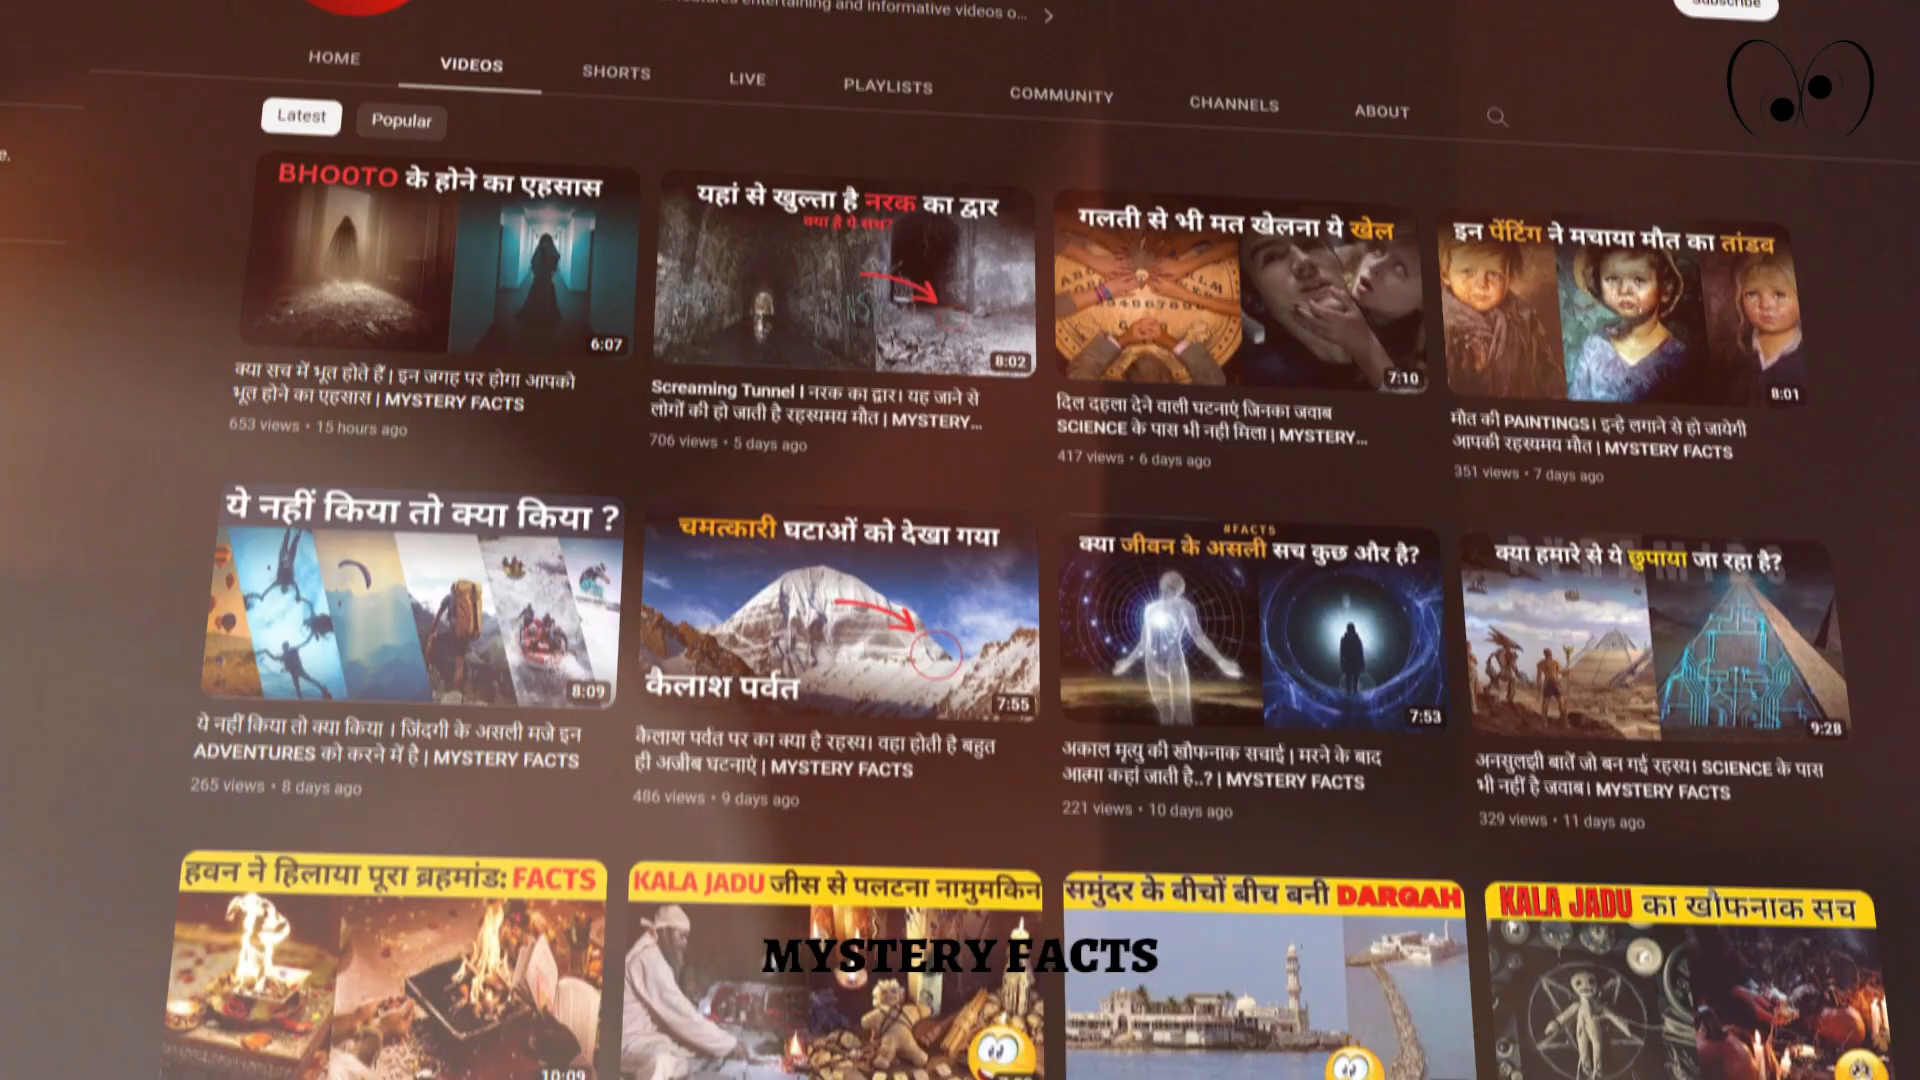 entertaining and informative videos o...
Subscribe
HOME
VIDEOS
SHORTS
LIVE
PLAYLISTS
COMMUNITY
CHANNELS
ABOUT
Latest
Popular
e.
BHOOTO के होने का एहसास
6:07
क्या सच में भूत होते हैं | इन जगह पर होगा आपको
भूत होने का एहसास | MYSTERY FACTS
653 views • 15 hours ago
यहां से खुल्ता है नरक का द्वार
क्या है ये सच?
8:02
Screaming Tunnel | नरक का द्वार। यह जाने से
लोगों की हो जाती है रहस्यमय मौत | MYSTERY...
706 views • 5 days ago
गलती से भी मत खेलना ये खेल
7:10
दिल दहला देने वाली घटनाएं जिनका जवाब
SCIENCE के पास भी नही मिला | MYSTERY...
417 views • 6 days ago
इन पेंटिंग ने मचाया मौत का तांडव
8:01
मौत की PAINTINGS। इन्हे लगाने से हो जायेगी
आपकी रहस्यमय मौत | MYSTERY FACTS
351 views • 7 days ago
ये नहीं किया तो क्या किया ?
8:09
ये नहीं किया तो क्या किया | जिंदगी के असली मजे इन
ADVENTURES को करने में है | MYSTERY FACTS
265 views • 8 days ago
चमत्कारी घटाओं को देखा गया
कैलाश पर्वत
7:55
कैलाश पर्वत पर का क्या है रहस्य। वहा होती है बहुत
ही अजीब घटनाएं | MYSTERY FACTS
486 views • 9 days ago
#FACTS
क्या जीवन के असली सच कुछ और है?
7:53
अकाल मृत्यु की खौफनाक सचाई | मरने के बाद
आत्मा कहां जाती है..? | MYSTERY FACTS
221 views • 10 days ago
क्या हमारे से ये छुपाया जा रहा है?
9:28
अनसुलझी बातें जो बन गई रहस्य। SCIENCE के पास
भी नहीं है जवाब। MYSTERY FACTS
329 views • 11 days ago
हवन ने हिलाया पूरा ब्रहमांड: FACTS
10:09
KALA JADU जीस से पलटना नामुमकिन
समुंदर के बीचों बीच बनी DARGAH
KALA JADU का खौफनाक सच
MYSTERY FACTS